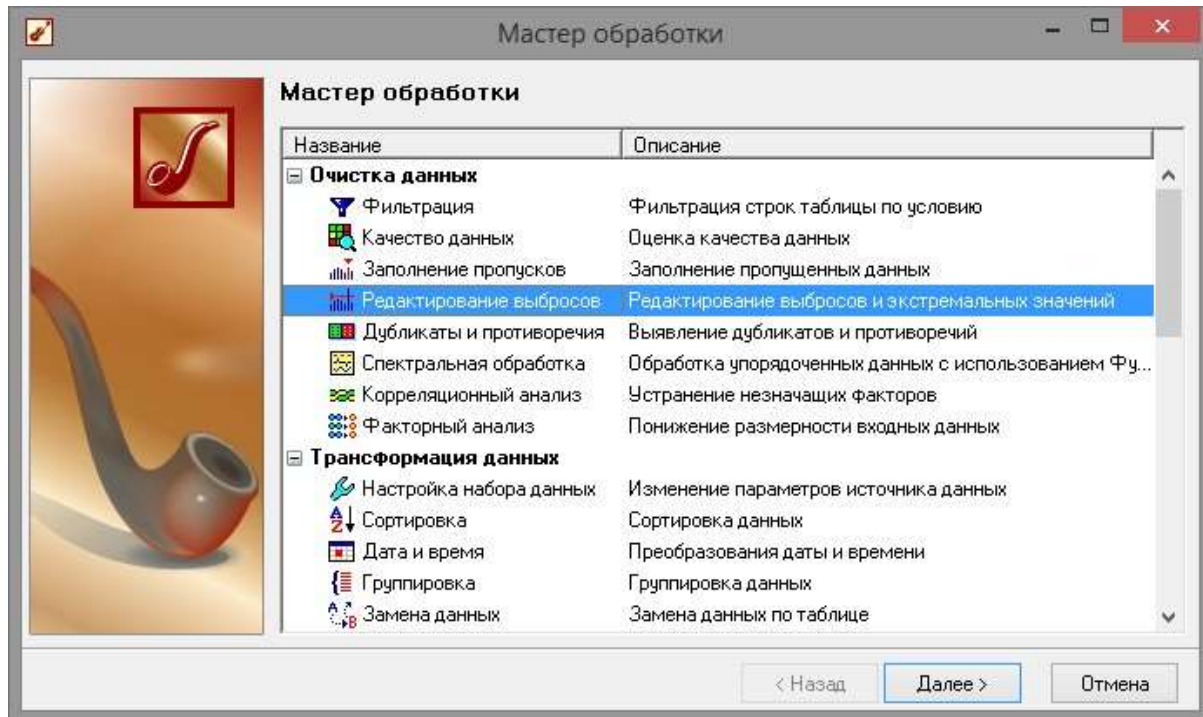 Мастер обработки
Мастер обработки
Название Описание
Очистка данных
Фильтрация Фильтрация строк таблицы по условию
Качество данных Оценка качества данных
Заполнение пропусков Заполнение пропущенных данных
Редактирование выбросов Редактирование выбросов и экстремальных значений
Дубликаты и противоречия Выявление дубликатов и противоречий
Спектральная обработка Обработка упорядоченных данных с использованием Фу...
Корреляционный анализ Устранение незначащих факторов
Факторный анализ Понижение размерности входных данных
Трансформация данных
Настройка набора данных Изменение параметров источника данных
Сортировка Сортировка данных
Дата и время Преобразования даты и времени
Группировка Группировка данных
Замена данных Замена данных по таблице
< Назад Далее > Отмена